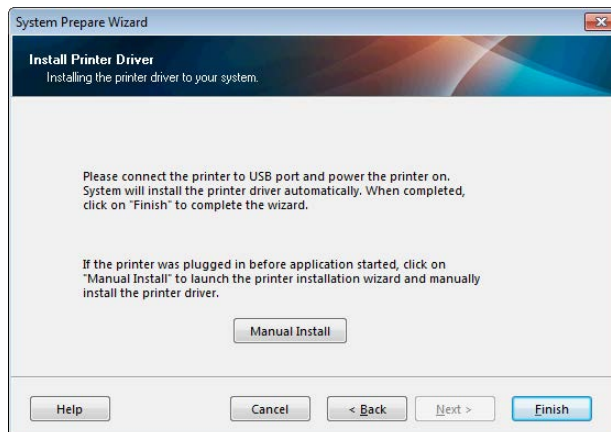 System Prepare Wizard
Install Printer Driver
Installing the printer driver to your system.
Please connect the printer to USB port and power the printer on.
System will install the printer driver automatically. When completed,
click on "Finish" to complete the wizard.
If the printer was plugged in before application started, click on
"Manual Install" to launch the printer installation wizard and manually
install the printer driver.
Manual Install
Help
Cancel
< Back
Next >
Finish